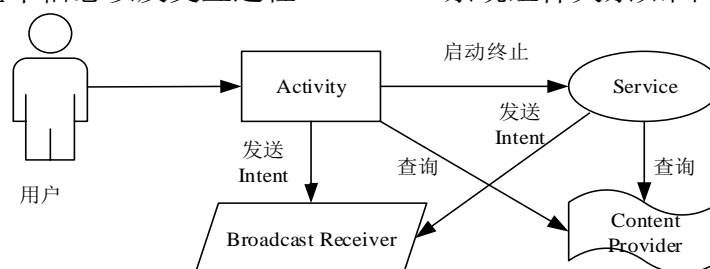 启动终止
Activity
Service
发送
Intent
发送
Intent
查询
查询
用户
Broadcast Receiver
Content
Provider